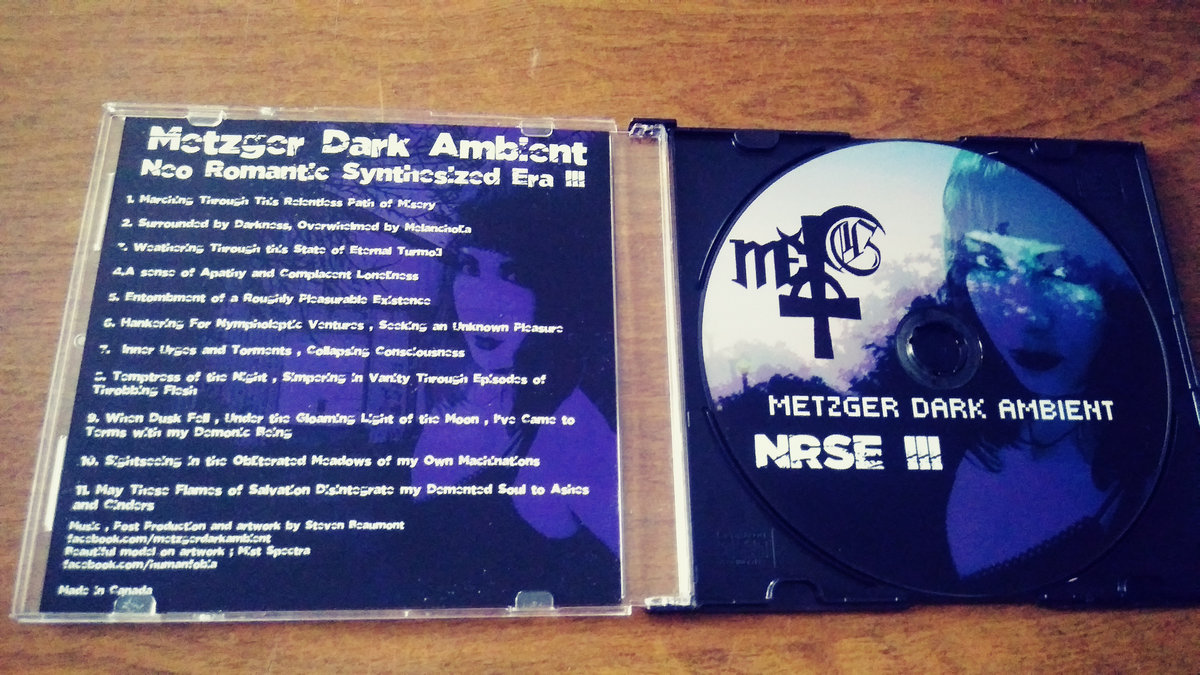 Metzger Dark Ambient
Neo Romantic Synthesized Era III
1. Marching Through This Relentless Path of Misery
2. Surrounded by Darkness, Overwhelmed by Melancholia
3. Weathering Through this State of Eternal Turmoil
4.A sense of Apathy and Complacent Loneliness
5. Entombment of a Roughly Pleasurable Existence
6. Hankering For Nympholeptic Ventures , Seeking an Unknown Pleasure
7. Inner Urges and Torments , Collapsing Consciousness
8. Temptress of the Night , Simpering in Vanity Through Episodes of
Throbbing Flesh
9. When Dusk Fell , Under the Gloaming Light of the Moon , I've Came to
Terms with my Demonic Being
10. Sightseeing in the Obliterated Meadows of my Own Machinations
11. May These Flames of Salvation Disintegrate my Demented Soul to Ashes
and Cinders
Music , Post Production and artwork by Steven Beaumont
facebook.com/metzgerdarkambient
Beautiful model on artwork ; Mist Spectra
facebook.com/humanfobia
Made in Canada
METZGER DARK AMBIENT
NRSE III